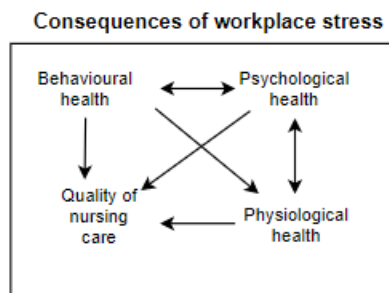 Consequences of workplace stress
Behavioural
health
Psychological
health
Quality of
nursing
care
Physiological
health